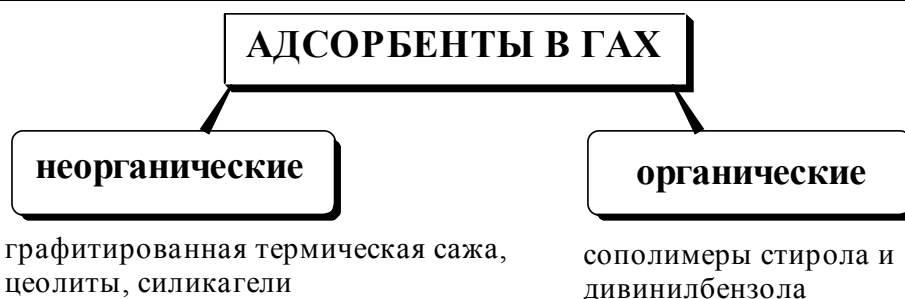 АДСОРБЕНТЫ В ГАХ
неорганические
органические
графитированная термическая сажа,
цеолиты, силикагели
сополимеры стирола и
дивинилбензола